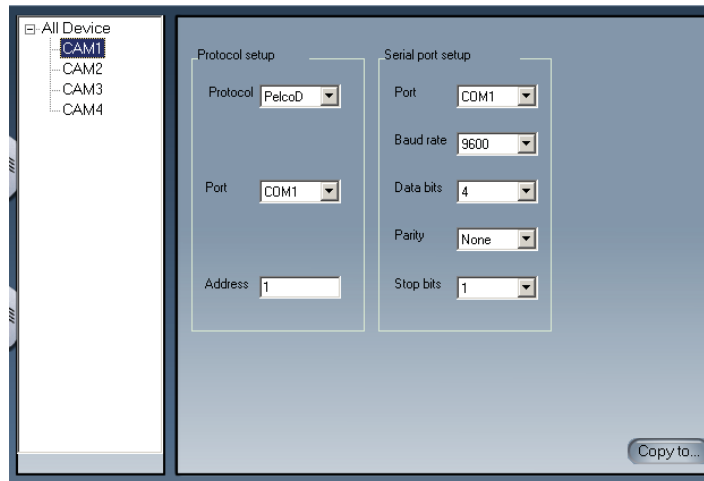 All Device
CAM1
CAM2
CAM3
CAM4
Protocol setup
Protocol PelcoD
Port COM1
Address 1
Serial port setup
Port COM1
Baud rate 9600
Data bits 4
Parity None
Stop bits 1
Copy to...